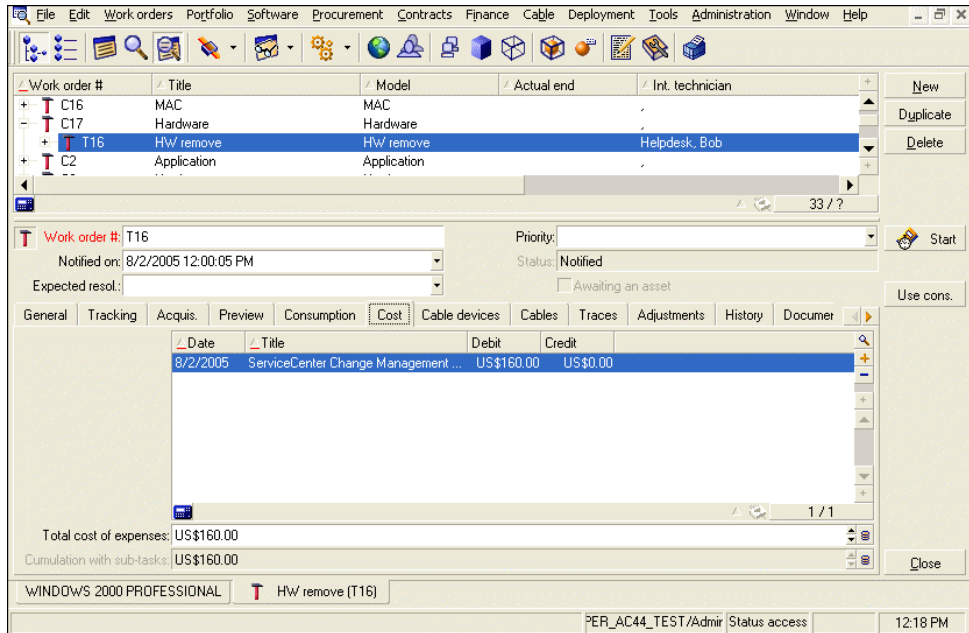 File Edit Work orders Portfolio Software Procurement Contracts Finance Cable Deployment Tools Administration Window Help
Work order # Title Model Actual end Int. technician
New
C16 MAC MAC ,
C17 Hardware Hardware ,
Duplicate
T16 HW remove HW remove Helpdesk, Bob
Delete
C2 Application Application ,
33 / ?
Work order #: T16 Priority:
Start
Notified on: 8/2/2005 12:00:05 PM Status: Notified
Expected resol.: Awaiting an asset
Use cons.
General Tracking Acquis. Preview Consumption Cost Cable devices Cables Traces Adjustments History Documer
Date Title Debit Credit
8/2/2005 ServiceCenter Change Management ... US$160.00 US$0.00
1 / 1
Total cost of expenses: US$160.00
Cumulation with sub-tasks: US$160.00
Close
WINDOWS 2000 PROFESSIONAL HW remove (T16)
PER_AC44_TEST/Admir Status access 12:18 PM